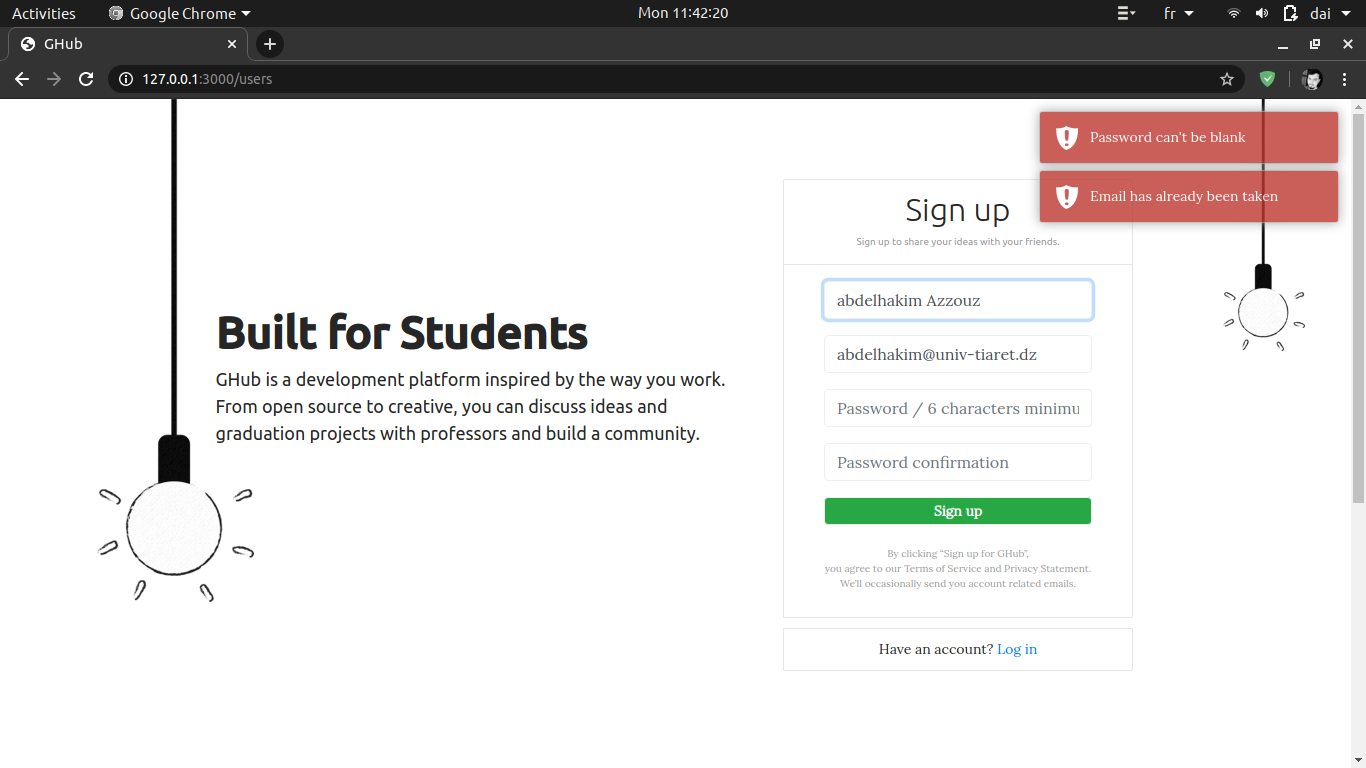 Activities Google Chrome Mon 11:42:20 fr dai
GHub
127.0.0.1:3000/users
Password can't be blank
Email has already been taken
Sign up
Sign up to share your ideas with your friends.
abdelhakim Azzouz
abdelhakim@univ-tiaret.dz
Password / 6 characters minimu
Password confirmation
Sign up
By clicking “Sign up for GHub”,
you agree to our Terms of Service and Privacy Statement.
We'll occasionally send you account related emails.
Have an account? Log in
Built for Students
GHub is a development platform inspired by the way you work.
From open source to creative, you can discuss ideas and
graduation projects with professors and build a community.